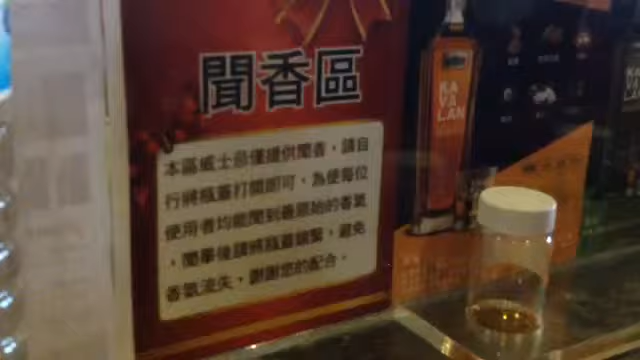 聞香區
本區威士忌僅提供聞香，請自
行將瓶蓋打開即可，為使每位
使用者均能聞到最原始的香氣
，聞畢後請將瓶蓋鎖緊，避免
香氣流失，謝謝您的配合。
KA
VA
LAN